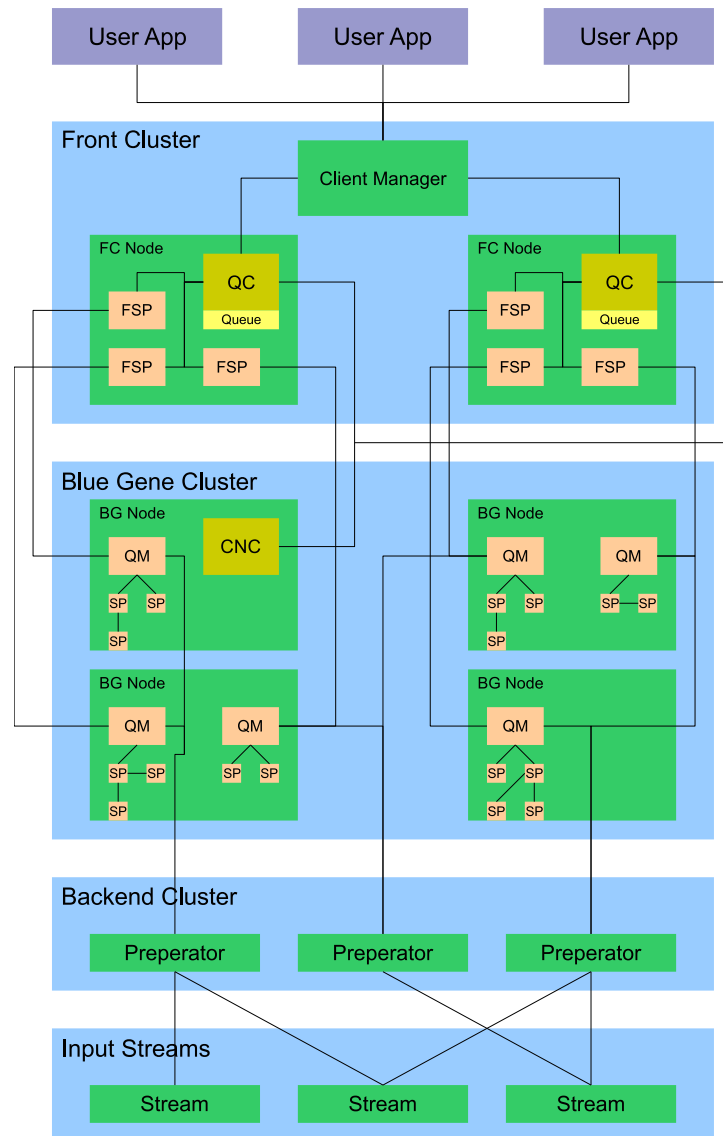 User App
User App
User App
Front Cluster
Client Manager
FC Node
QC
Queue
FSP
FSP
FSP
FC Node
QC
Queue
FSP
FSP
FSP
Blue Gene Cluster
BG Node
QM
CNC
SP
SP
SP
BG Node
QM
QM
SP
SP
SP
SP
SP
BG Node
QM
QM
SP
SP
SP
SP
SP
BG Node
QM
SP
SP
SP
SP
Backend Cluster
Preperator
Preperator
Preperator
Input Streams
Stream
Stream
Stream